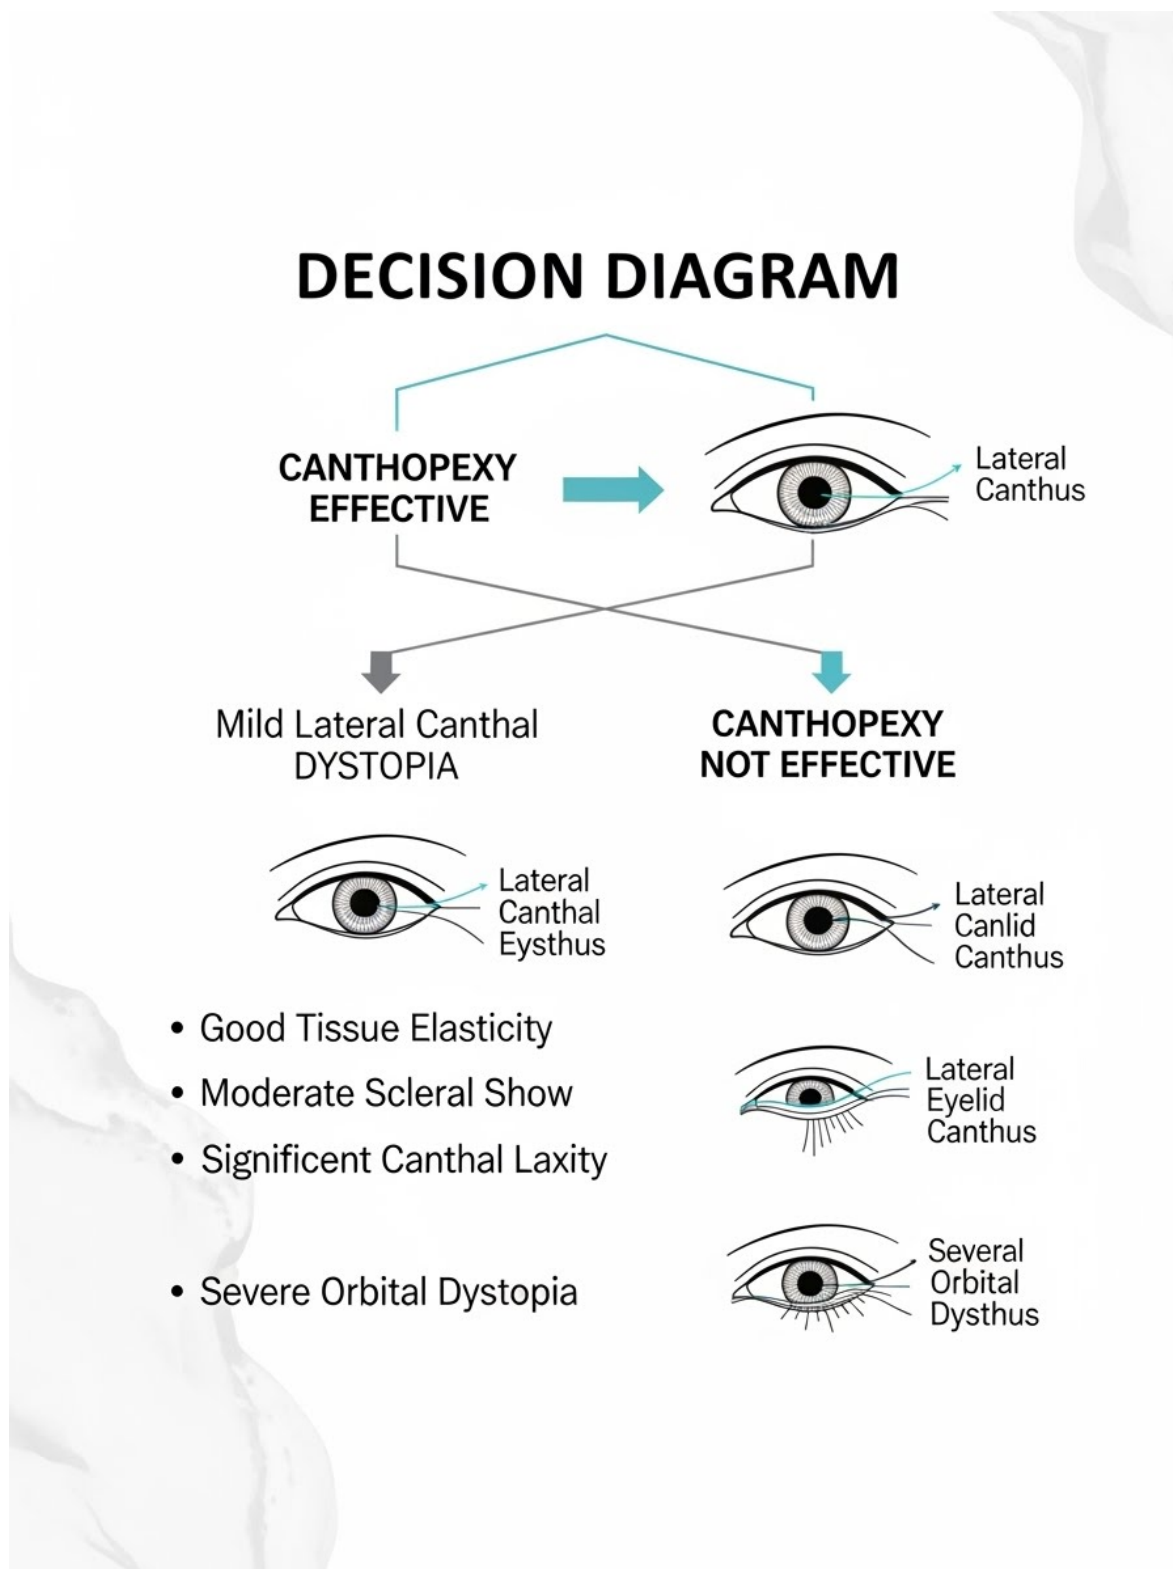 DECISION DIAGRAM
CANTHOPEXY
EFFECTIVE
Lateral
Canthus
Mild Lateral Canthal
DYSTOPIA
CANTHOPEXY
NOT EFFECTIVE
Lateral
Canthal
Eysthus
Lateral
Canlid
Canthus
• Good Tissue Elasticity
• Moderate Scleral Show
• Significent Canthal Laxity
Lateral
Eyelid
Canthus
• Severe Orbital Dystopia
Several
Orbital
Dysthus